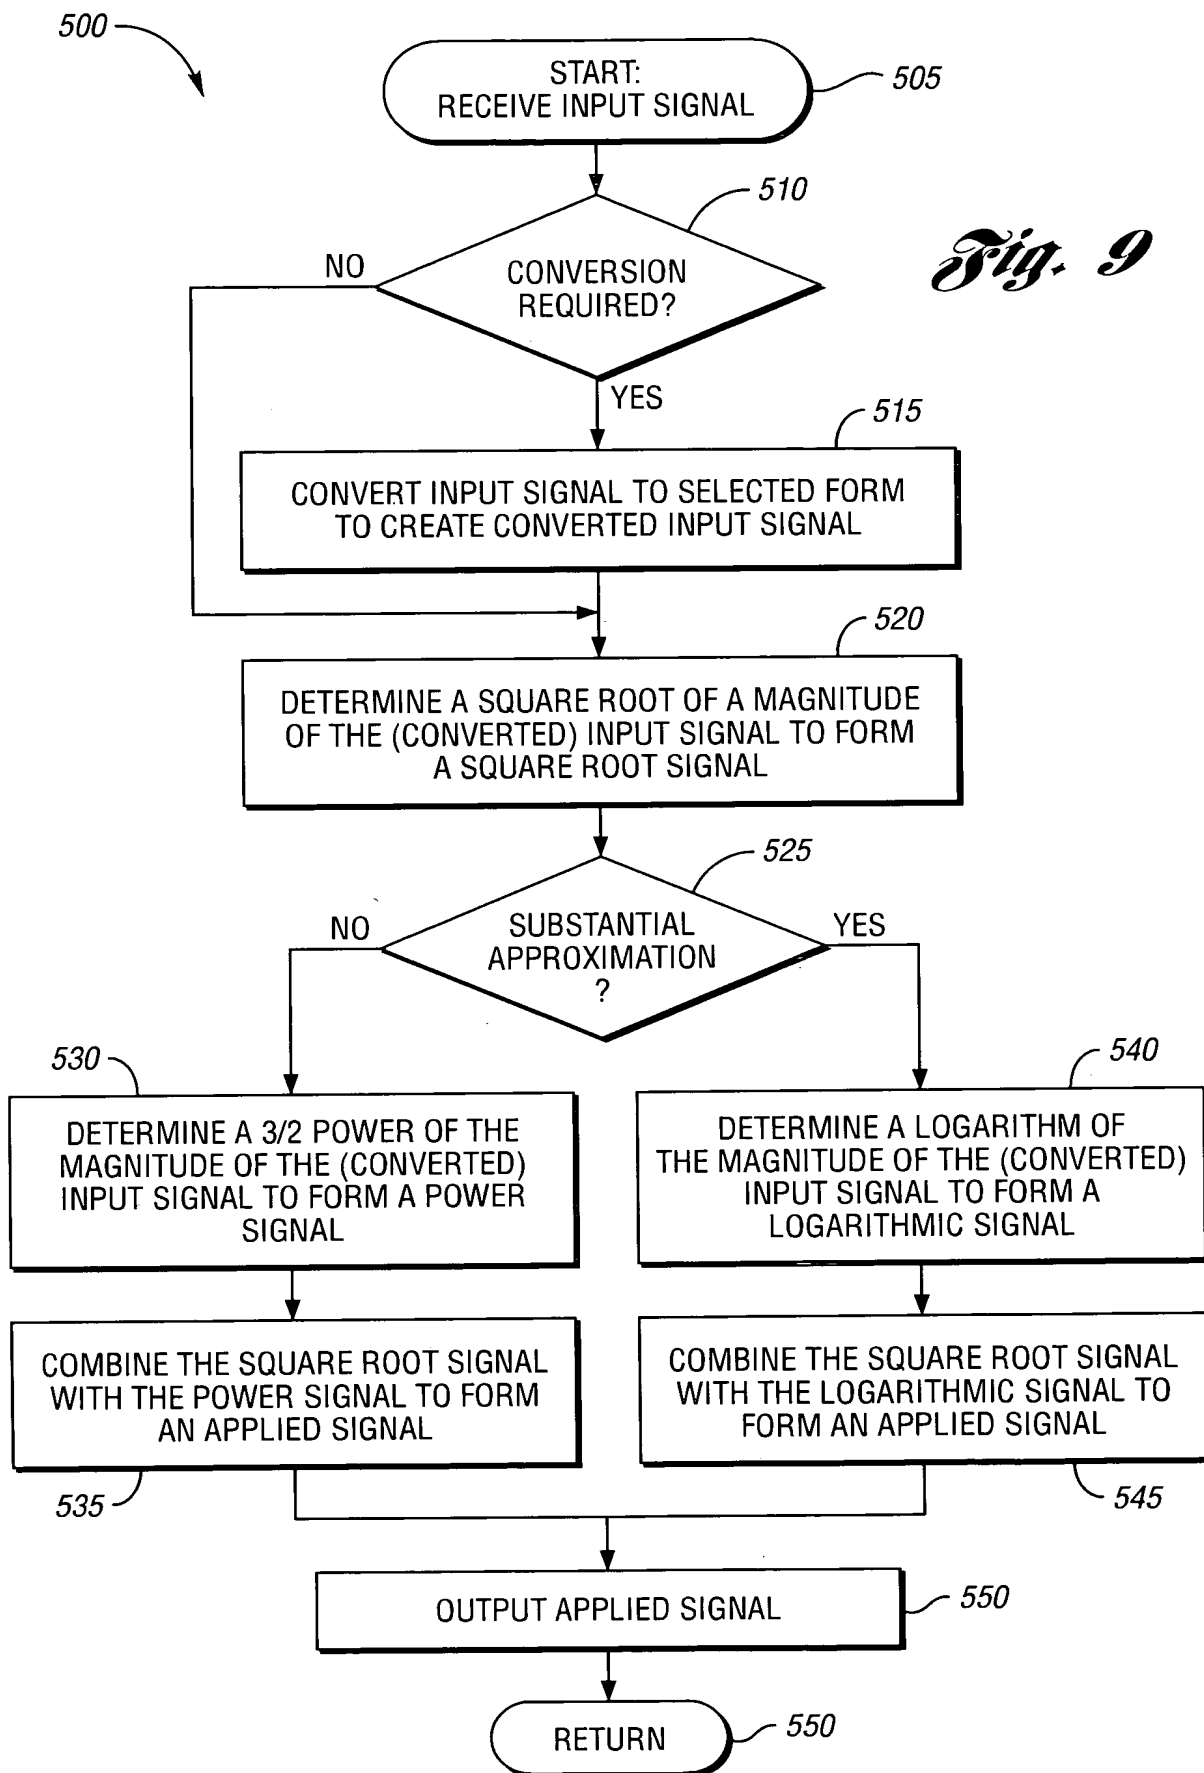 500
START:
RECEIVE INPUT SIGNAL
505
510
Fig. 9
NO
CONVERSION
REQUIRED?
YES
515
CONVERT INPUT SIGNAL TO SELECTED FORM
TO CREATE CONVERTED INPUT SIGNAL
520
DETERMINE A SQUARE ROOT OF A MAGNITUDE
OF THE (CONVERTED) INPUT SIGNAL TO FORM
A SQUARE ROOT SIGNAL
525
NO
SUBSTANTIAL
APPROXIMATION
?
YES
530
DETERMINE A 3/2 POWER OF THE
MAGNITUDE OF THE (CONVERTED)
INPUT SIGNAL TO FORM A POWER
SIGNAL
540
DETERMINE A LOGARITHM OF
THE MAGNITUDE OF THE (CONVERTED)
INPUT SIGNAL TO FORM A
LOGARITHMIC SIGNAL
COMBINE THE SQUARE ROOT SIGNAL
WITH THE POWER SIGNAL TO FORM
AN APPLIED SIGNAL
535
COMBINE THE SQUARE ROOT SIGNAL
WITH THE LOGARITHMIC SIGNAL TO
FORM AN APPLIED SIGNAL
545
OUTPUT APPLIED SIGNAL
550
RETURN
550